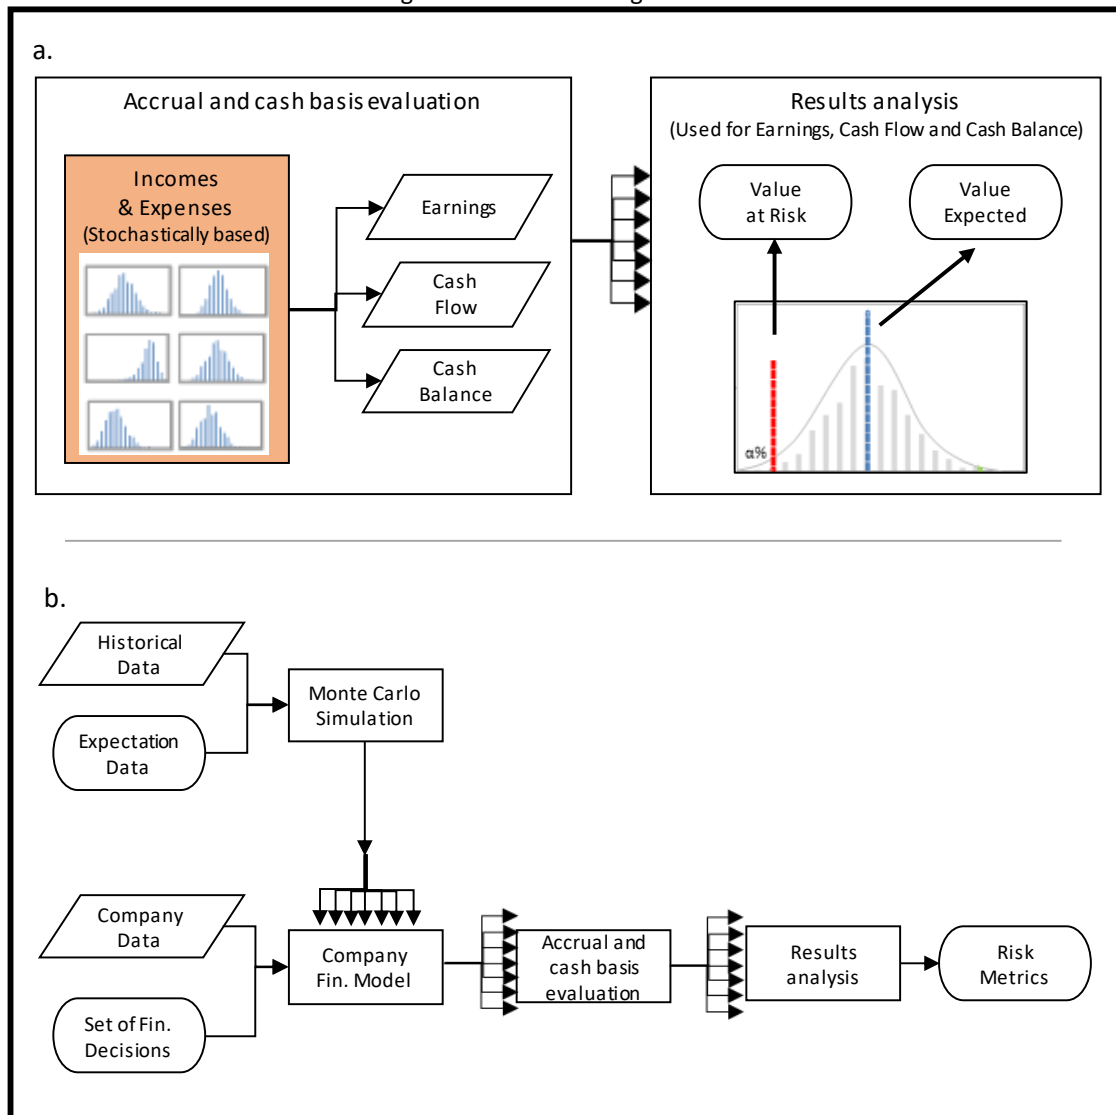 a.
Accrual and cash basis evaluation
Incomes
& Expenses
(Stochastically based)
Earnings
Cash
Flow
Cash
Balance
Results analysis
(Used for Earnings, Cash Flow and Cash Balance)
Value
at Risk
Value
Expected
α%
b.
Historical
Data
Expectation
Data
Monte Carlo
Simulation
Company
Data
Set of Fin.
Decisions
Company
Fin. Model
Accrual and
cash basis
evaluation
Results
analysis
Risk
Metrics